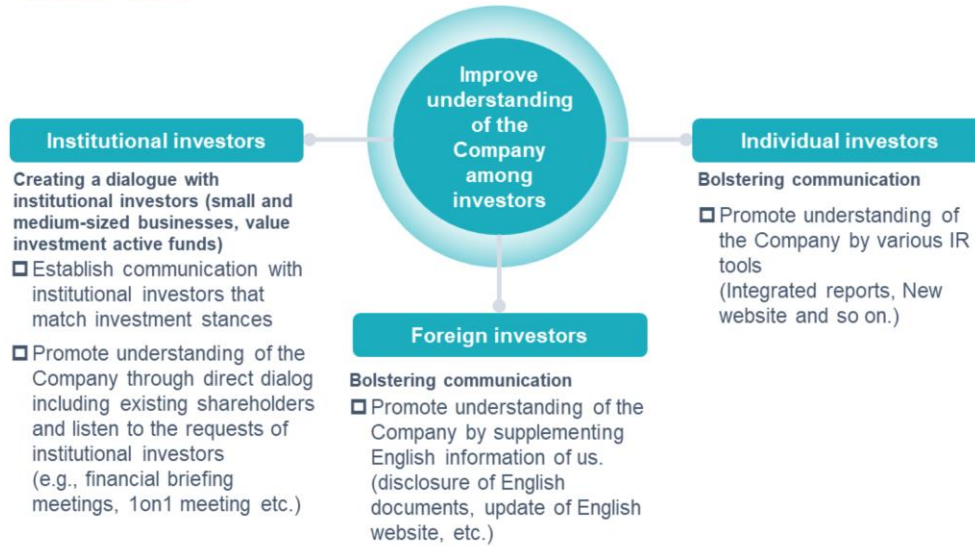 Improve
understanding
of the
Company
among
investors
Institutional investors
Creating a dialogue with
institutional investors (small and
medium-sized businesses, value
investment active funds)
Establish communication with
institutional investors that
match investment stances
Promote understanding of the
Company through direct dialog
including existing shareholders
and listen to the requests of
institutional investors
(e.g., financial briefing
meetings, 1on1 meeting etc.)
Foreign investors
Bolstering communication
Promote understanding of the
Company by supplementing
English information of us.
(disclosure of English
documents, update of English
website, etc.)
Individual investors
Bolstering communication
Promote understanding of
the Company by various IR
tools
(Integrated reports, New
website and so on.)